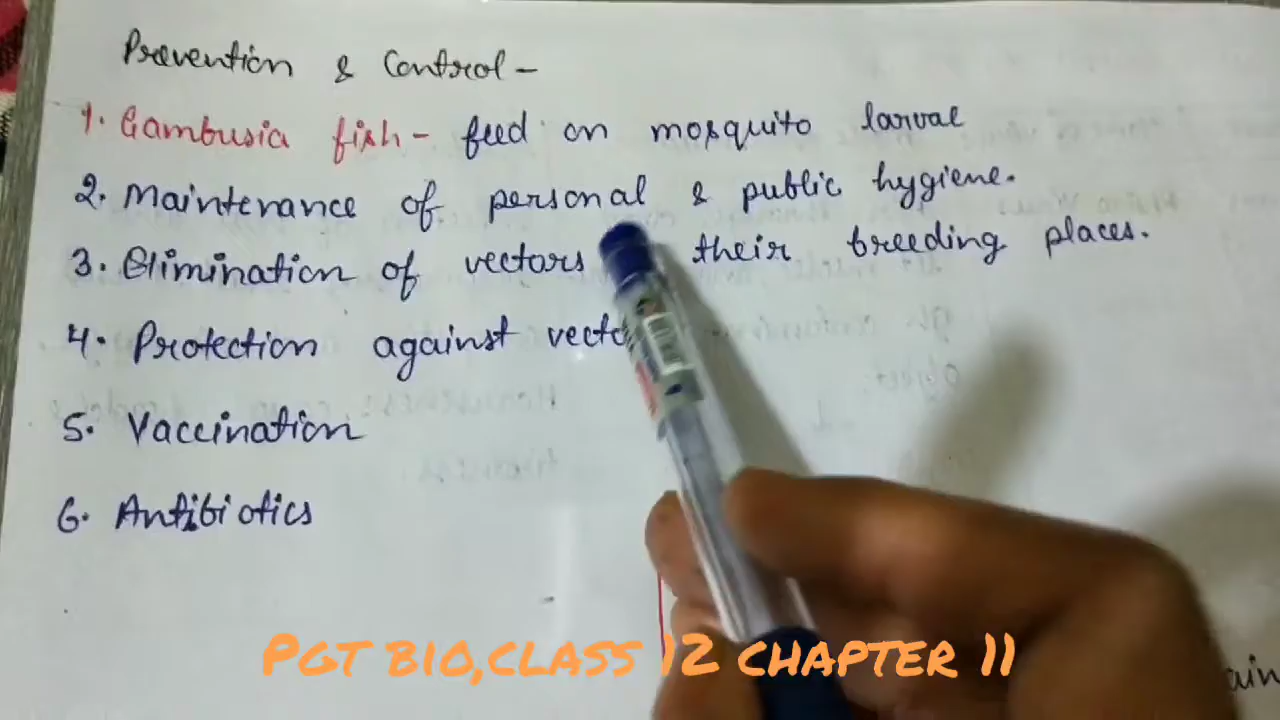 Prevention & Control -
1. Gambusia fish - feed on mosquito larvae
2. Maintenance of personal & public hygiene.
3. Elimination of vectors their breeding places.
4. Protection against
5. Vaccination
6. Antibiotics
PGT BIO,CLASS 12 CHAPTER 11